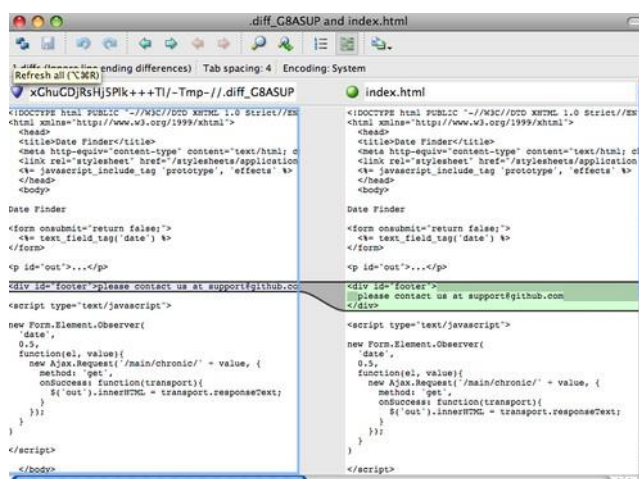 .diff_G8ASUP and index.html
diffs (Ignore line ending differences) Tab spacing: 4 Encoding: System
Refresh all (⌥⌘R)
xGhuGDjRsHj5Plk+++TI/-Tmp-//.diff_G8ASUP
<!DOCTYPE html PUBLIC "-//W3C//DTD XHTML 1.0 Strict//EN
<html xmlns="http://www.w3.org/1999/xhtml">
<head>
<title>Date Finder</title>
<meta http-equiv="content-type" content="text/html; c
<link rel="stylesheet" href="/stylesheets/application
<%= javascript_include_tag 'prototype', 'effects' %>
</head>
<body>
Date Finder
<form onsubmit="return false;">
<%= text_field_tag('date') %>
</form>
<p id="out">...</p>
<div id="footer">please contact us at support@github.co
<script type="text/javascript">
new Form.Element.Observer(
'date',
0.5,
function(el, value){
new Ajax.Request('/main/chronic/' + value, {
method: 'get',
onSuccess: function(transport){
$('out').innerHTML = transport.responseText;
}
});
}
)
</script>
</body>
index.html
<!DOCTYPE html PUBLIC "-//W3C//DTD XHTML 1.0 Strict//EN
<html xmlns="http://www.w3.org/1999/xhtml">
<head>
<title>Date Finder</title>
<meta http-equiv="content-type" content="text/html; c
<link rel="stylesheet" href="/stylesheets/application
<%= javascript_include_tag 'prototype', 'effects' %>
</head>
<body>
Date Finder
<form onsubmit="return false;">
<%= text_field_tag('date') %>
</form>
<p id="out">...</p>
<div id="footer">
please contact us at support@github.com
</div>
<script type="text/javascript">
new Form.Element.Observer(
'date',
0.5,
function(el, value){
new Ajax.Request('/main/chronic/' + value, {
method: 'get',
onSuccess: function(transport){
$('out').innerHTML = transport.responseText;
}
});
}
)
</script>